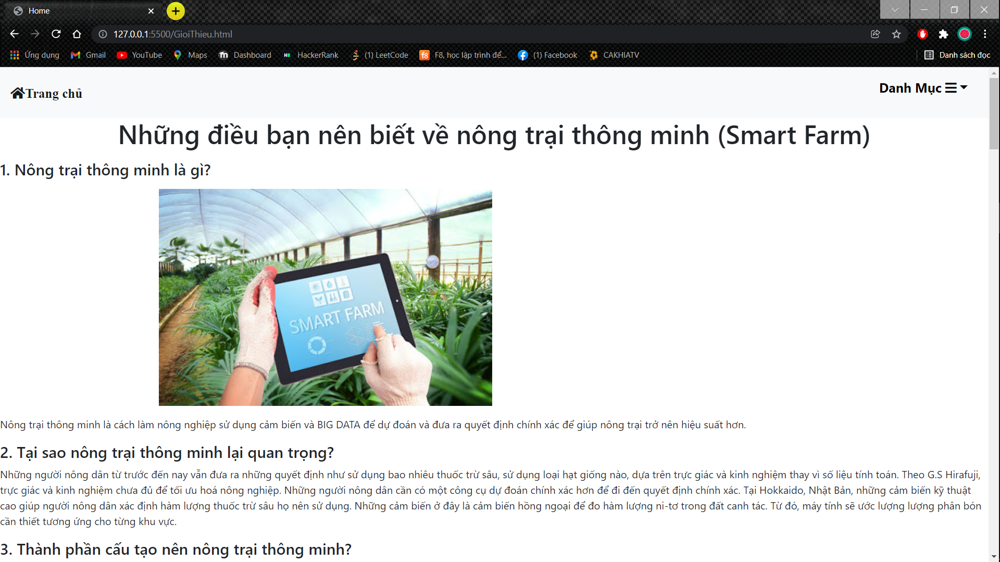 Home
127.0.0.1:5500/GioiThieu.html
Ứng dụng Gmail YouTube Maps Dashboard HackerRank (1) LeetCode F8, học lập trình để... (1) Facebook CAKHIATV Danh sách đọc
Trang chủ
Danh Mục
Những điều bạn nên biết về nông trại thông minh (Smart Farm)
1. Nông trại thông minh là gì?
SMART FARM
Nông trại thông minh là cách làm nông nghiệp sử dụng cảm biến và BIG DATA để dự đoán và đưa ra quyết định chính xác để giúp nông trại trở nên hiệu suất hơn.
2. Tại sao nông trại thông minh lại quan trọng?
Những người nông dân từ trước đến nay vẫn đưa ra những quyết định như sử dụng bao nhiêu thuốc trừ sâu, sử dụng loại hạt giống nào, dựa trên trực giác và kinh nghiệm thay vì số liệu tính toán. Theo G.S Hirafuji,
trực giác và kinh nghiệm chưa đủ để tối ưu hoá nông nghiệp. Những người nông dân cần có một công cụ dự đoán chính xác hơn để đi đến quyết định chính xác. Tại Hokkaido, Nhật Bản, những cảm biến kỹ thuật
cao giúp người nông dân xác định hàm lượng thuốc trừ sâu họ nên sử dụng. Những cảm biến ở đây là cảm biến hồng ngoại để đo hàm lượng ni-tơ trong đất canh tác. Từ đó, máy tính sẽ ước lượng lượng phân bón
cần thiết tương ứng cho từng khu vực.
3. Thành phần cấu tạo nên nông trại thông minh?